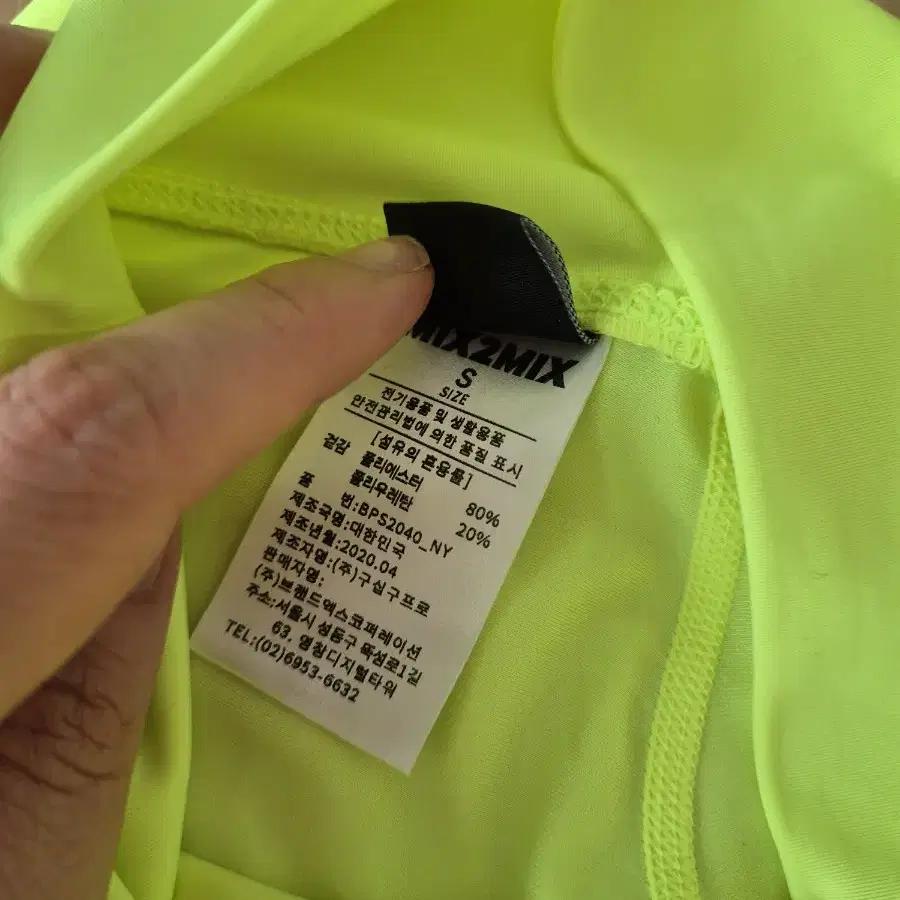 MIX2MIX
S
SIZE
전기용품 및 생활용품
안전관리법에 의한 품질 표시
[섬유의 혼용률]
겉감 폴리에스터 80%
폴리우레탄 20%
품 번:BPS2040_NY
제조국명:대한민국
제조년월:2020.04
제조자명:(주)구십구프로
판매자명:
(주)브랜드엑스코퍼레이션
주소:서울시 성동구 뚝섬로1길
63. 영창디지털타워
TEL:(02)6953-6632